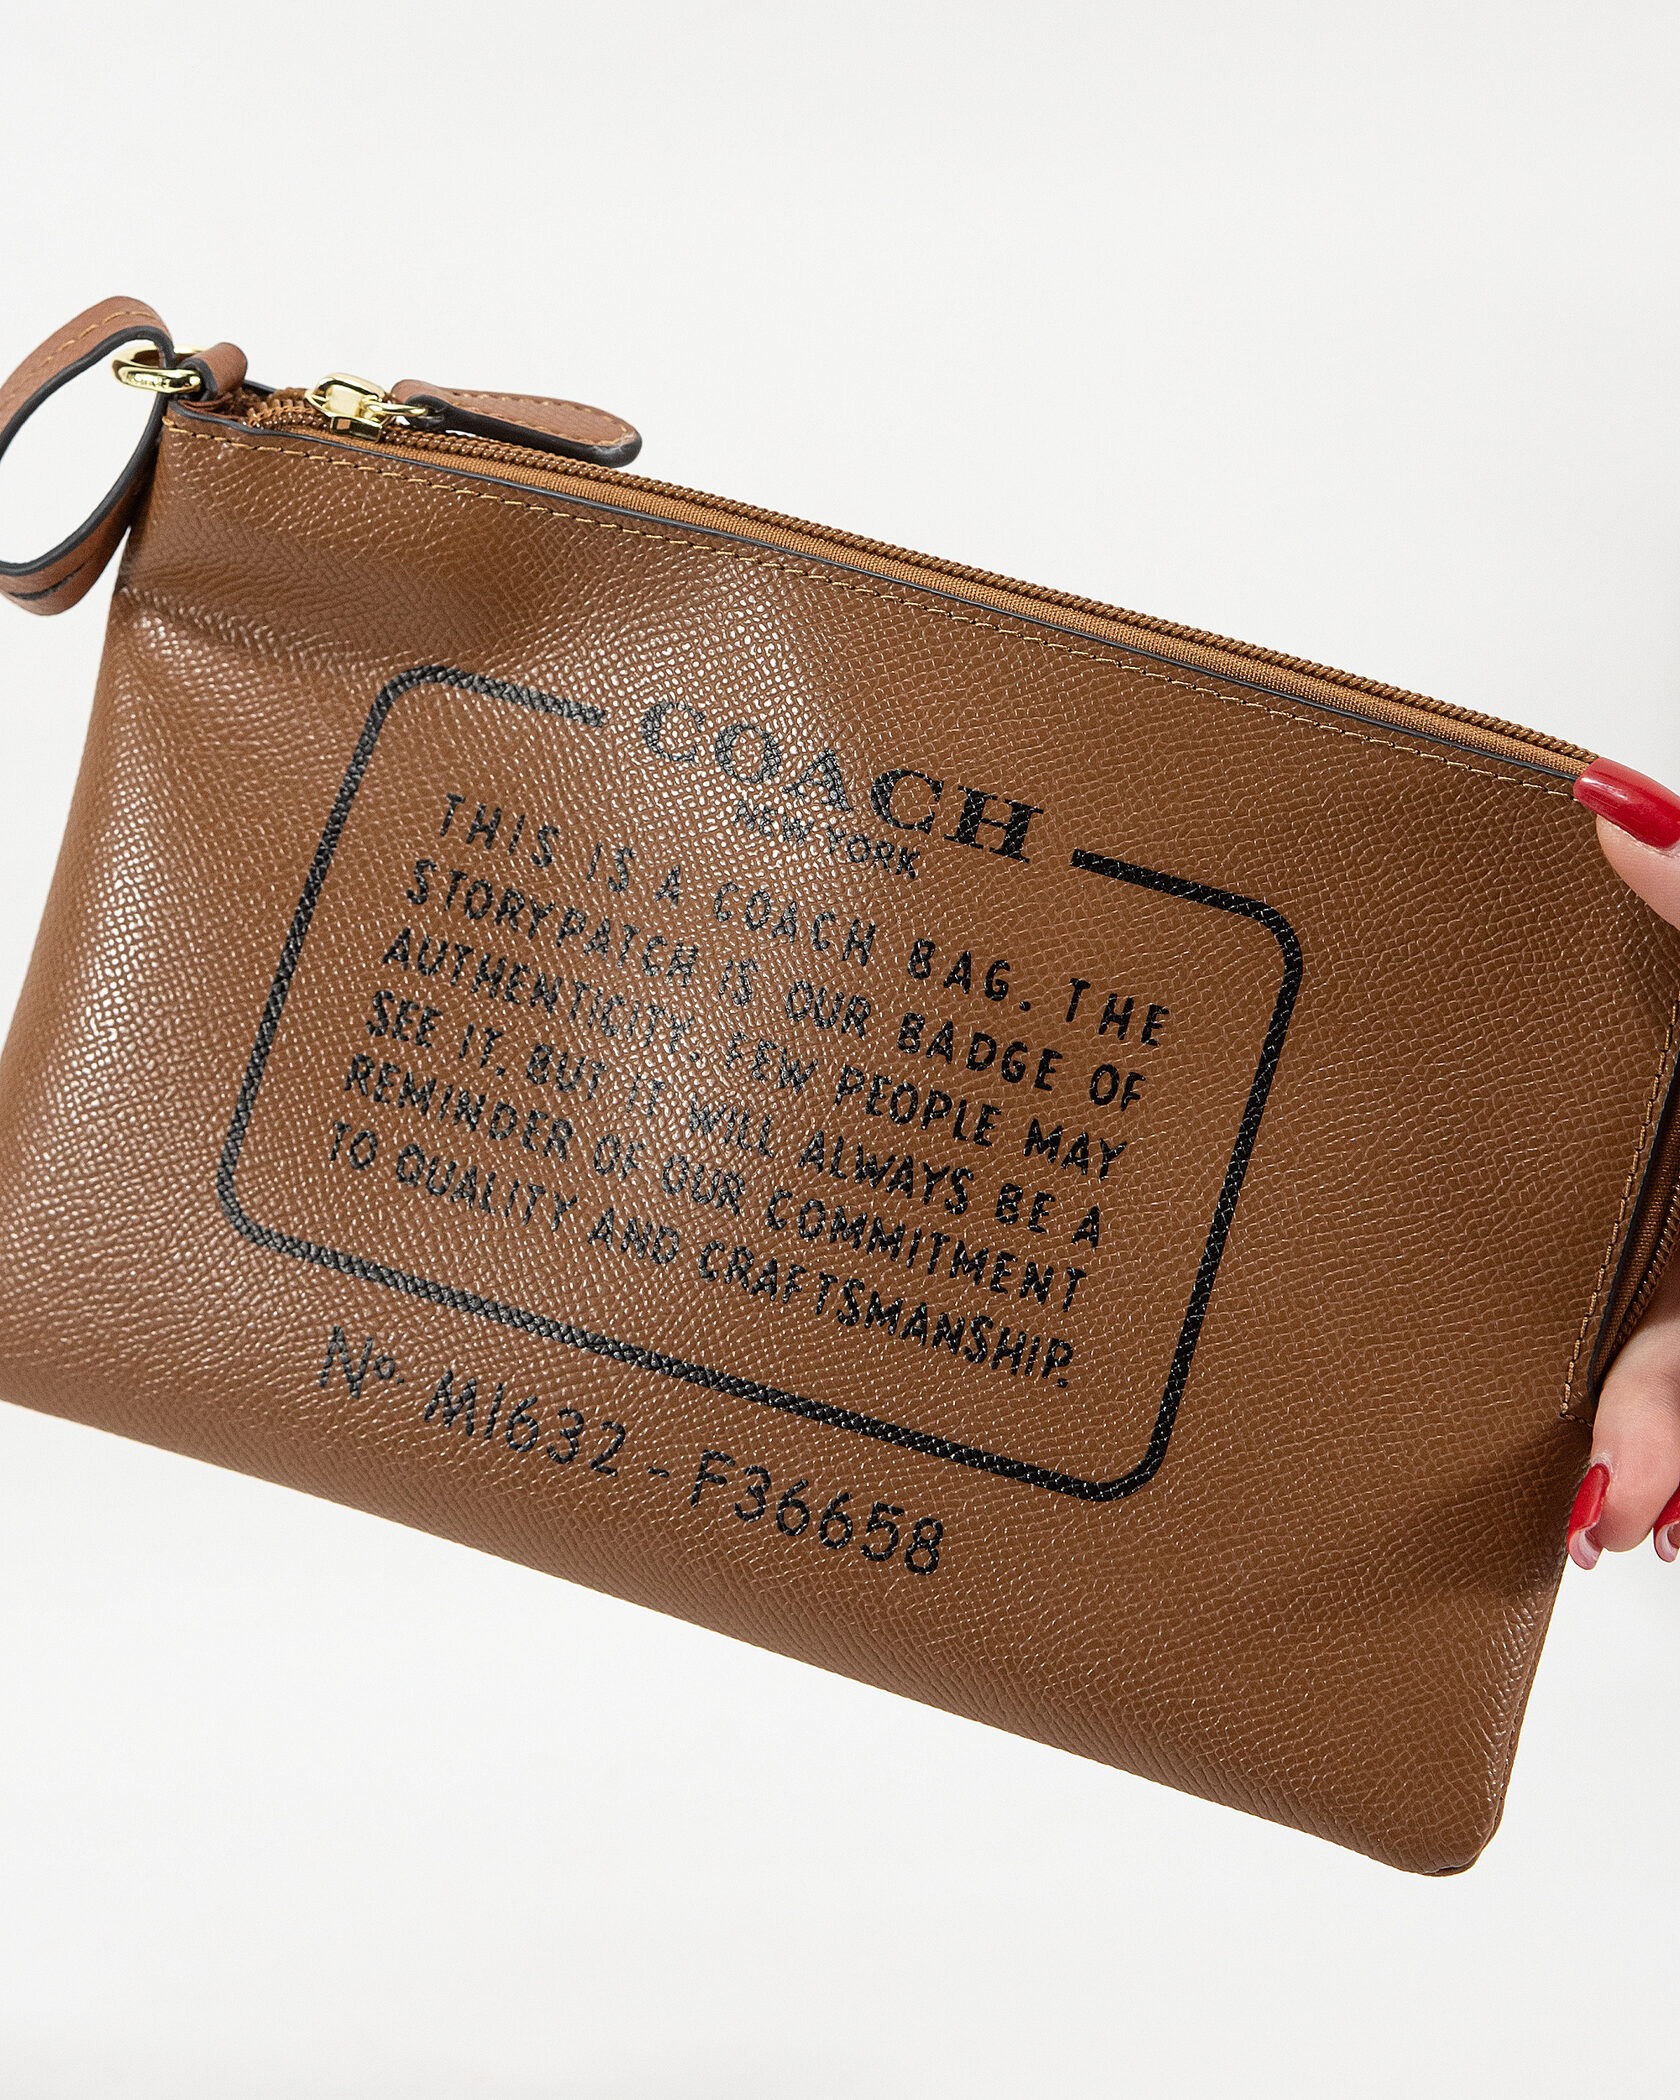 COACH
NEW YORK
THIS IS A COACH BAG. THE
STORYPATCH IS OUR BADGE OF
AUTHENTICITY. FEW PEOPLE MAY
SEE IT, BUT IT WILL ALWAYS BE A
REMINDER OF OUR COMMITMENT
TO QUALITY AND CRAFTSMANSHIP.
No. M1632 - F36658